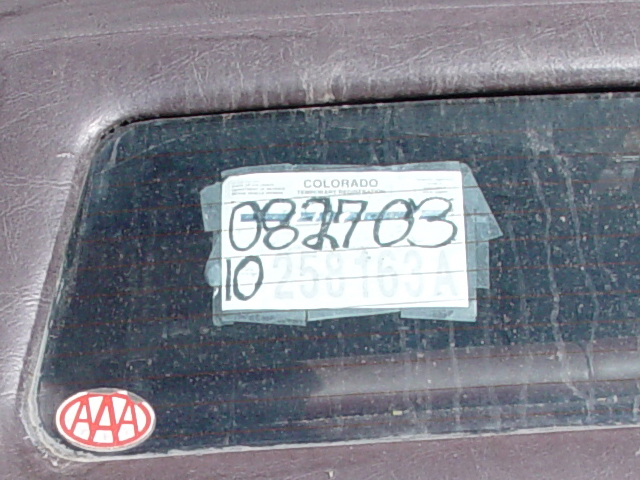 COLORADO
TEMPORARY REGISTRATION
082703
10 258163A
AAA